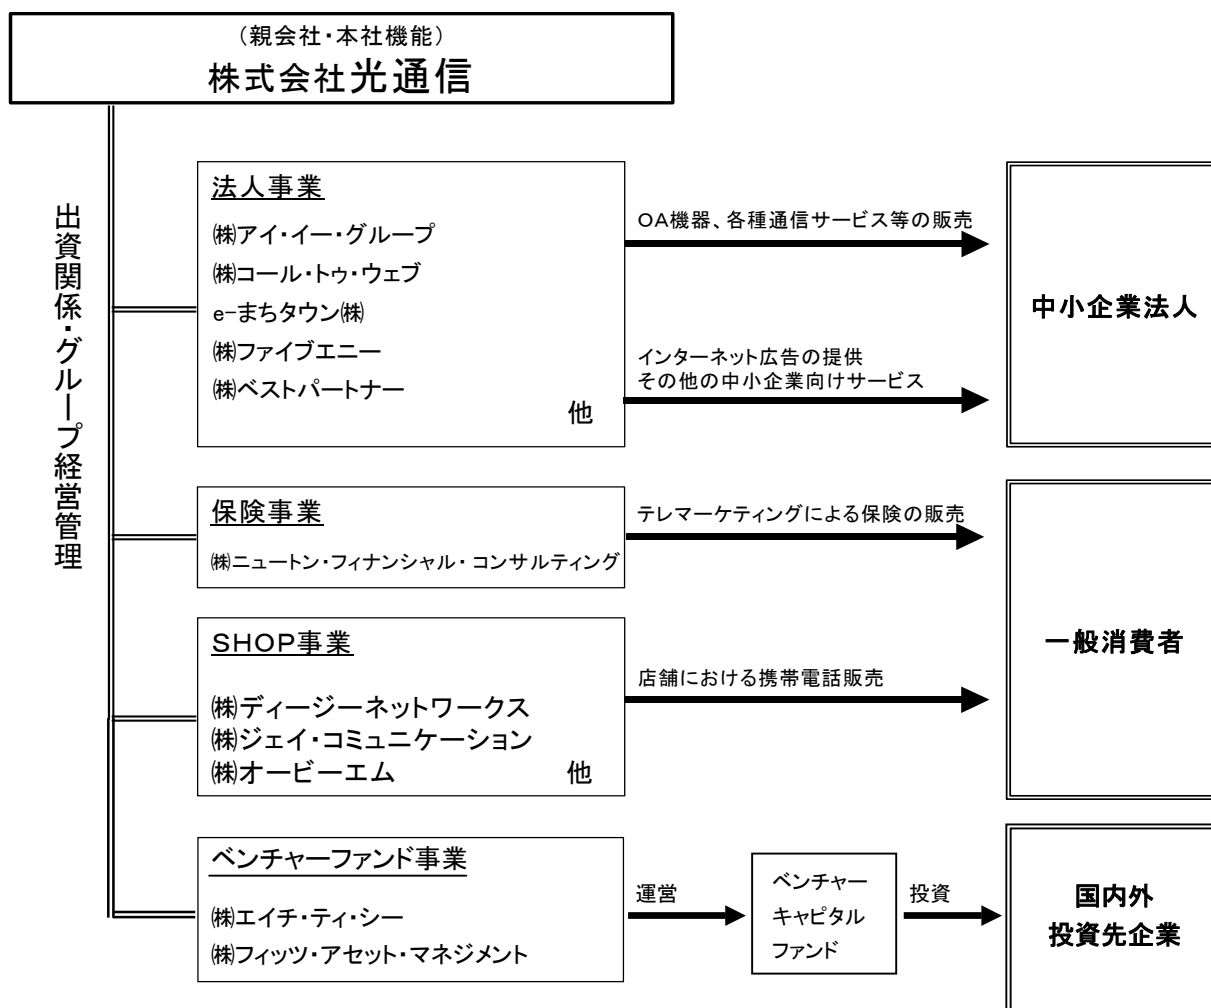 （親会社・本社機能）
株式会社光通信
出資関係・グループ経営管理
法人事業
㈱アイ・イー・グループ
㈱コール・トゥ・ウェブ
e-まちタウン㈱
㈱ファイブエニー
㈱ベストパートナー
他
OA機器、各種通信サービス等の販売
インターネット広告の提供
その他の中小企業向けサービス
中小企業法人
保険事業
㈱ニュートン・フィナンシャル・コンサルティング
テレマーケティングによる保険の販売
SHOP事業
㈱ディージーネットワークス
㈱ジェイ・コミュニケーション
㈱オービーエム 他
店舗における携帯電話販売
一般消費者
ベンチャーファンド事業
㈱エイチ・ティ・シー
㈱フィッツ・アセット・マネジメント
運営
ベンチャー
キャピタル
ファンド
投資
国内外
投資先企業